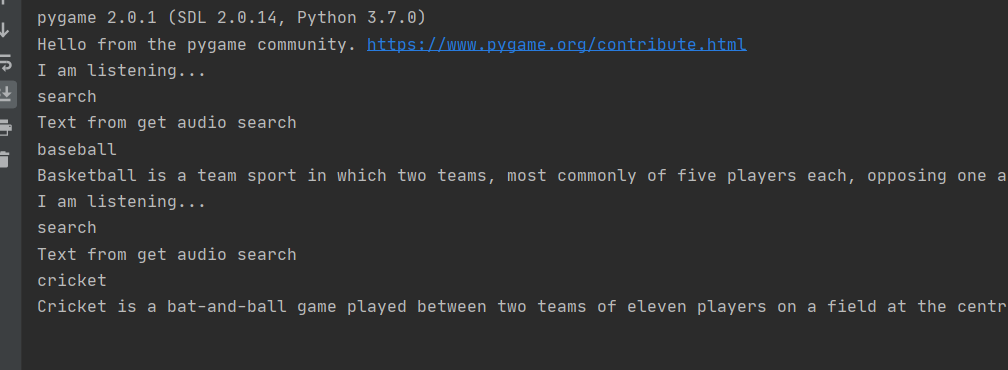 pygame 2.0.1 (SDL 2.0.14, Python 3.7.0)
Hello from the pygame community. https://www.pygame.org/contribute.html
I am listening...
search
Text from get audio search
baseball
Basketball is a team sport in which two teams, most commonly of five players each, opposing one a
I am listening...
search
Text from get audio search
cricket
Cricket is a bat-and-ball game played between two teams of eleven players on a field at the centr